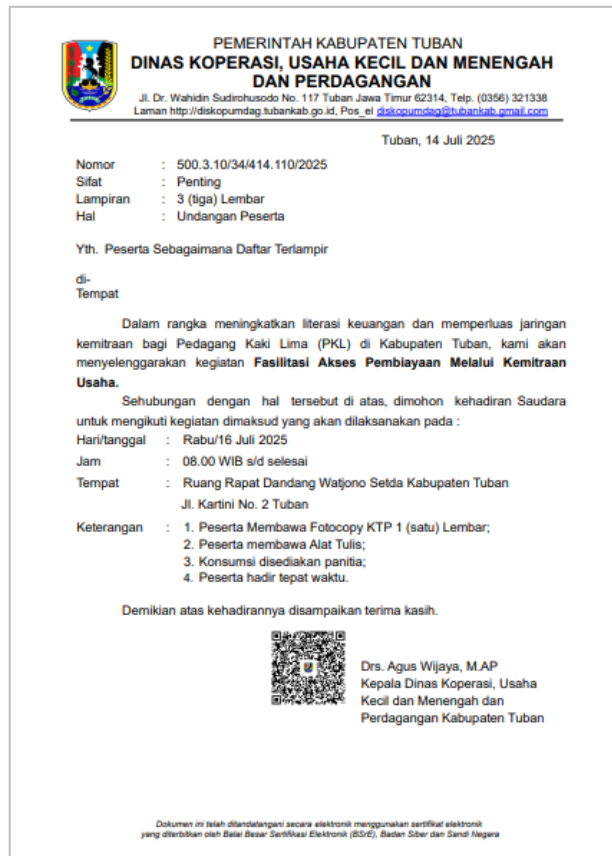 PEMERINTAH KABUPATEN TUBAN
DINAS KOPERASI, USAHA KECIL DAN MENENGAH
DAN PERDAGANGAN
Jl. Dr. Wahidin Sudirohusodo No. 117 Tuban Jawa Timur 62314, Telp. (0356) 321338
Laman http://diskopumdag.tubankab.go.id, Pos_el diskopumdag@tubankab.gmail.com
Tuban, 14 Juli 2025
Nomor : 500.3.10/34/414.110/2025
Sifat : Penting
Lampiran : 3 (tiga) Lembar
Hal : Undangan Peserta
Yth. Peserta Sebagaimana Daftar Terlampir
di-
Tempat
Dalam rangka meningkatkan literasi keuangan dan memperluas jaringan
kemitraan bagi Pedagang Kaki Lima (PKL) di Kabupaten Tuban, kami akan
menyelenggarakan kegiatan Fasilitasi Akses Pembiayaan Melalui Kemitraan
Usaha.
Sehubungan dengan hal tersebut di atas, dimohon kehadiran Saudara
untuk mengikuti kegiatan dimaksud yang akan dilaksanakan pada :
Hari/tanggal : Rabu/16 Juli 2025
Jam : 08.00 WIB s/d selesai
Tempat : Ruang Rapat Dandang Watjono Setda Kabupaten Tuban
Jl. Kartini No. 2 Tuban
Keterangan : 1. Peserta Membawa Fotocopy KTP 1 (satu) Lembar;
2. Peserta membawa Alat Tulis;
3. Konsumsi disediakan panitia;
4. Peserta hadir tepat waktu.
Demikian atas kehadirannya disampaikan terima kasih.
Drs. Agus Wijaya, M.AP
Kepala Dinas Koperasi, Usaha
Kecil dan Menengah dan
Perdagangan Kabupaten Tuban
Dokumen ini telah ditandatangani secara elektronik menggunakan sertifikat elektronik
yang diterbitkan oleh Balai Besar Sertifikasi Elektronik (BSrE), Badan Siber dan Sandi Negara